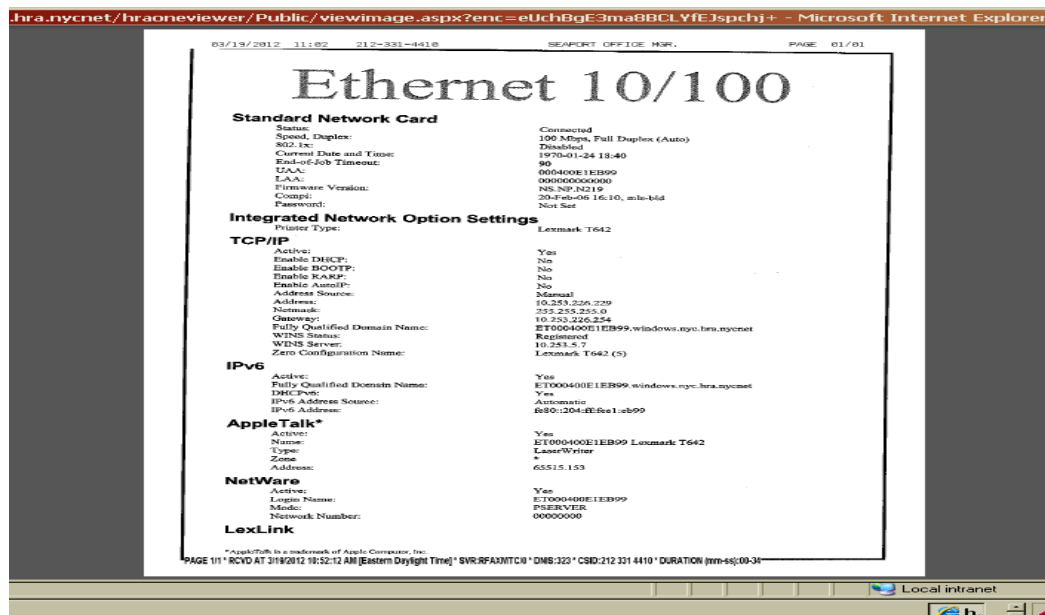 .hra.nycnet/hraoneviewer/Public/viewimage.aspx?enc=eUchBgE3ma8BCLYfEJspchj+ - Microsoft Internet Explorer
03/19/2012 11:02 212-331-4410 SEAPORT OFFICE MGR. PAGE 01/01
Ethernet 10/100
Standard Network Card
Status: Connected
Speed, Duplex: 100 Mbps, Full Duplex (Auto)
802.1x: Disabled
Current Date and Time: 1970-01-24 18:40
End-of-Job Timeout: 90
UAA: 000400E1EB99
LAA: 000000000000
Firmware Version: NS.NP.N219
Compi: 20-Feb-06 16:10, mls-bld
Password: Not Set
Integrated Network Option Settings
Printer Type: Lexmark T642
TCP/IP
Active: Yes
Enable DHCP: No
Enable BOOTP: No
Enable RARP: No
Enable AutoIP: No
Address Source: Manual
Address: 10.253.226.229
Netmask: 255.255.255.0
Gateway: 10.253.226.254
Fully Qualified Domain Name: ET000400E1EB99.windows.nyc.hra.nycnet
WINS Status: Registered
WINS Server: 10.253.5.7
Zero Configuration Name: Lexmark T642 (5)
IPv6
Active: Yes
Fully Qualified Domain Name: ET000400E1EB99.windows.nyc.hra.nycnet
DHCPv6: Yes
IPv6 Address Source: Automatic
IPv6 Address: fe80::204:ff:fee1:eb99
AppleTalk*
Active: Yes
Name: ET000400E1EB99 Lexmark T642
Type: LaserWriter
Zone *
Address: 65515.153
NetWare
Active: Yes
Login Name: ET000400E1EB99
Mode: PSERVER
Network Number: 00000000
LexLink
*AppleTalk is a trademark of Apple Computer, Inc.
PAGE 1/1 * RCVD AT 3/19/2012 10:52:12 AM [Eastern Daylight Time] * SVR:RFAXMTC/0 * DNIS:323 * CSID:212 331 4410 * DURATION (mm-ss):00-34
Local intranet
h